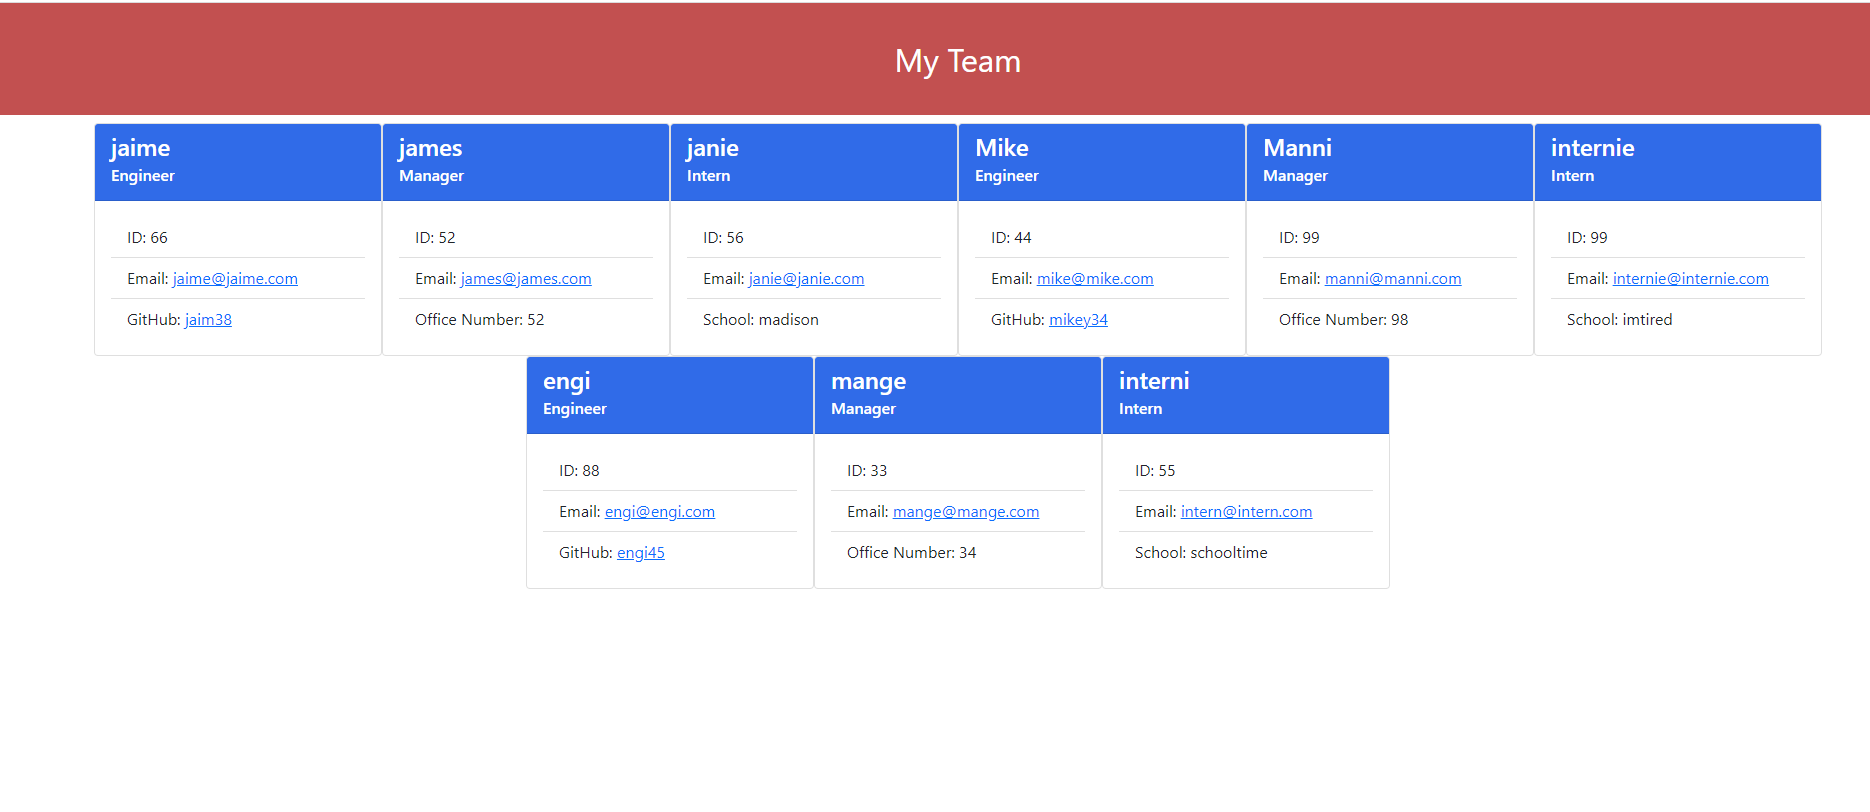 My Team
jaime
Engineer
ID: 66
Email: jaime@jaime.com
GitHub: jaim38
james
Manager
ID: 52
Email: james@james.com
Office Number: 52
janie
Intern
ID: 56
Email: janie@janie.com
School: madison
Mike
Engineer
ID: 44
Email: mike@mike.com
GitHub: mikey34
Manni
Manager
ID: 99
Email: manni@manni.com
Office Number: 98
internie
Intern
ID: 99
Email: internie@internie.com
School: imtired
engi
Engineer
ID: 88
Email: engi@engi.com
GitHub: engi45
mange
Manager
ID: 33
Email: mange@mange.com
Office Number: 34
interni
Intern
ID: 55
Email: intern@intern.com
School: schooltime